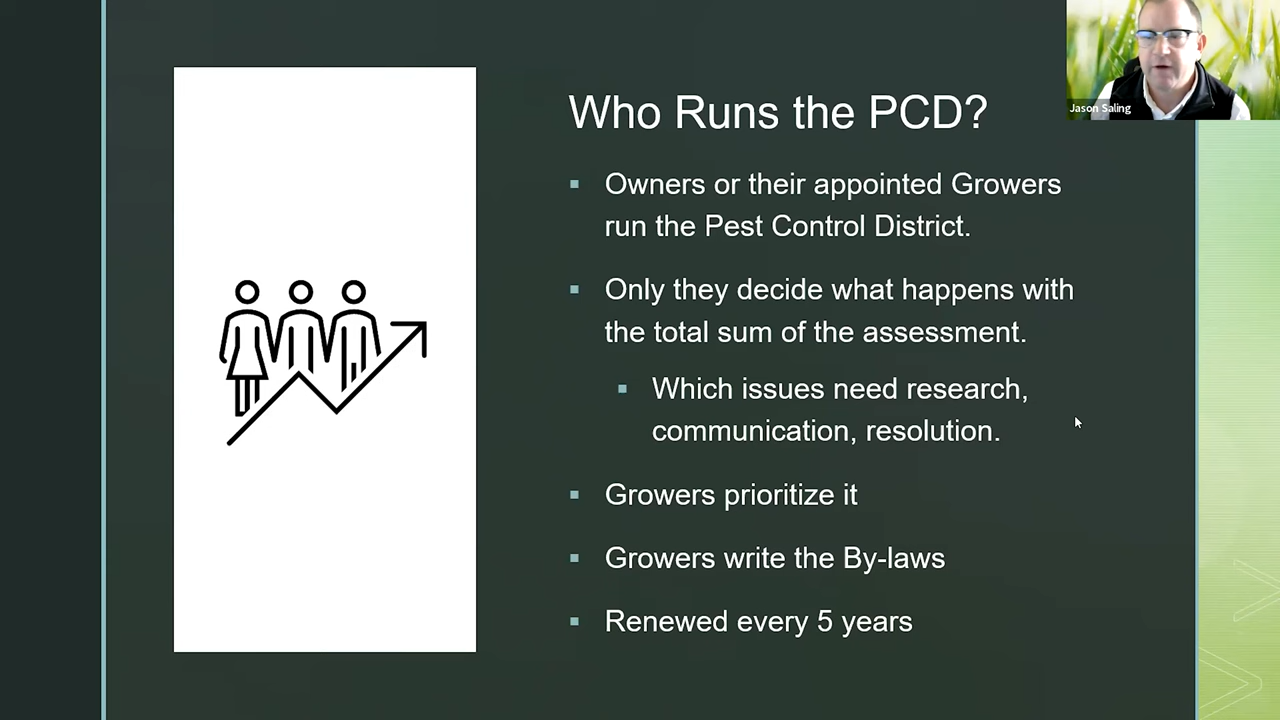 Jason Saling
Who Runs the PCD?
Owners or their appointed Growers
run the Pest Control District.
Only they decide what happens with
the total sum of the assessment.
Which issues need research,
communication, resolution.
Growers prioritize it
Growers write the By-laws
Renewed every 5 years